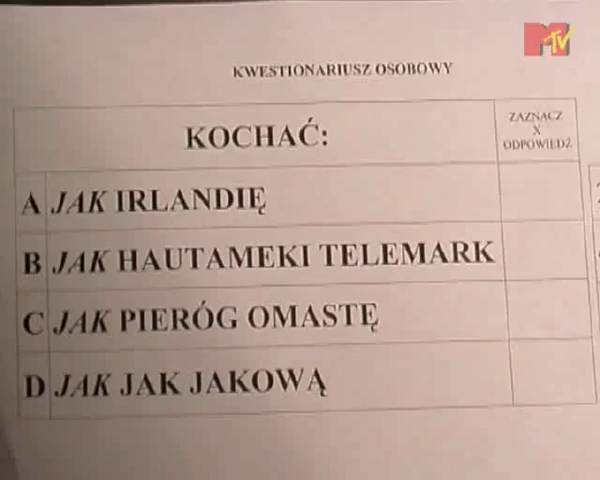 MTV
KWESTIONARIUSZ OSOBOWY
KOCHAĆ:
ZAZNACZ
X
ODPOWIEDŹ
A JAK IRLANDIĘ
B JAK HAUTAMEKI TELEMARK
C JAK PIERÓG OMASTĘ
D JAK JAK JAKOWĄ